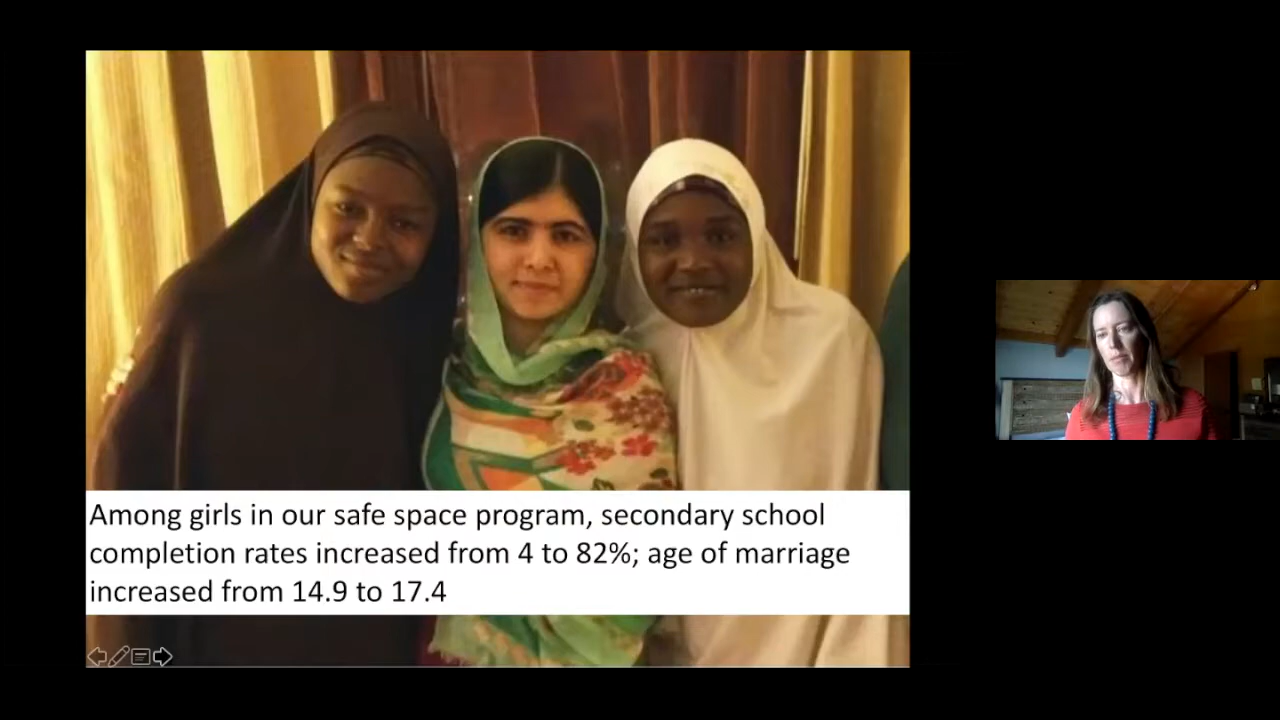 Among girls in our safe space program, secondary school
completion rates increased from 4 to 82%; age of marriage
increased from 14.9 to 17.4